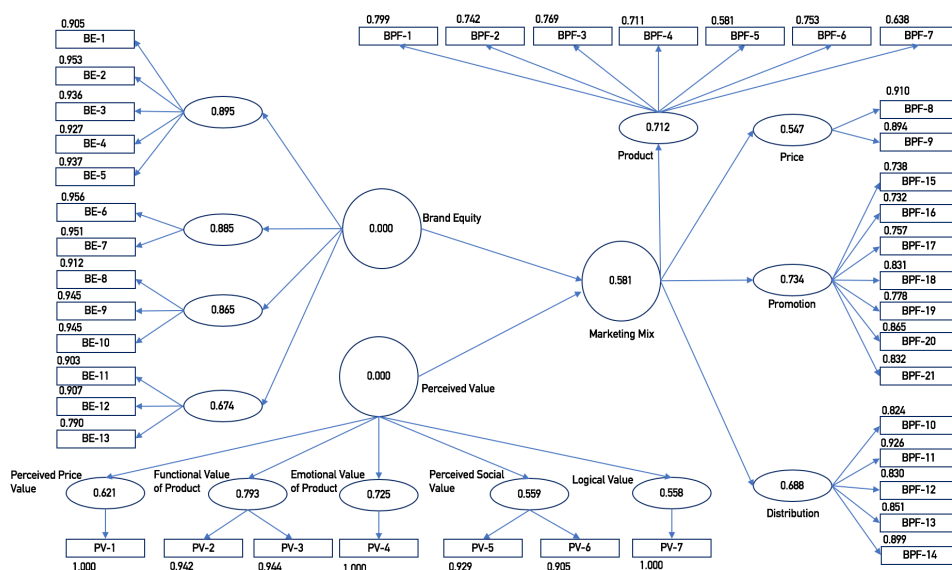 0.799
0.742
0.769
0.711
0.581
0.753
0.638
BPF-1
BPF-2
BPF-3
BPF-4
BPF-5
BPF-6
BPF-7
0.905
BE-1
0.953
BE-2
0.936
BE-3
0.927
BE-4
0.937
BE-5
0.895
0.956
BE-6
0.951
BE-7
0.885
0.912
BE-8
0.945
BE-9
0.945
BE-10
0.865
0.903
BE-11
0.907
BE-12
0.790
BE-13
0.674
0.000
Brand Equity
0.000
Perceived Value
0.581
Marketing Mix
0.712
Product
0.547
Price
0.910
BPF-8
0.894
BPF-9
0.734
Promotion
0.738
BPF-15
0.732
BPF-16
0.757
BPF-17
0.831
BPF-18
0.778
BPF-19
0.865
BPF-20
0.832
BPF-21
0.688
Distribution
0.824
BPF-10
0.926
BPF-11
0.830
BPF-12
0.851
BPF-13
0.899
BPF-14
Perceived Price
Value
0.621
Functional Value
of Product
0.793
Emotional Value
of Product
0.725
Perceived Social
Value
0.559
Logical Value
0.558
PV-1
PV-2
PV-3
PV-4
PV-5
PV-6
PV-7
1.000
0.942
0.944
1.000
0.929
0.905
1.000